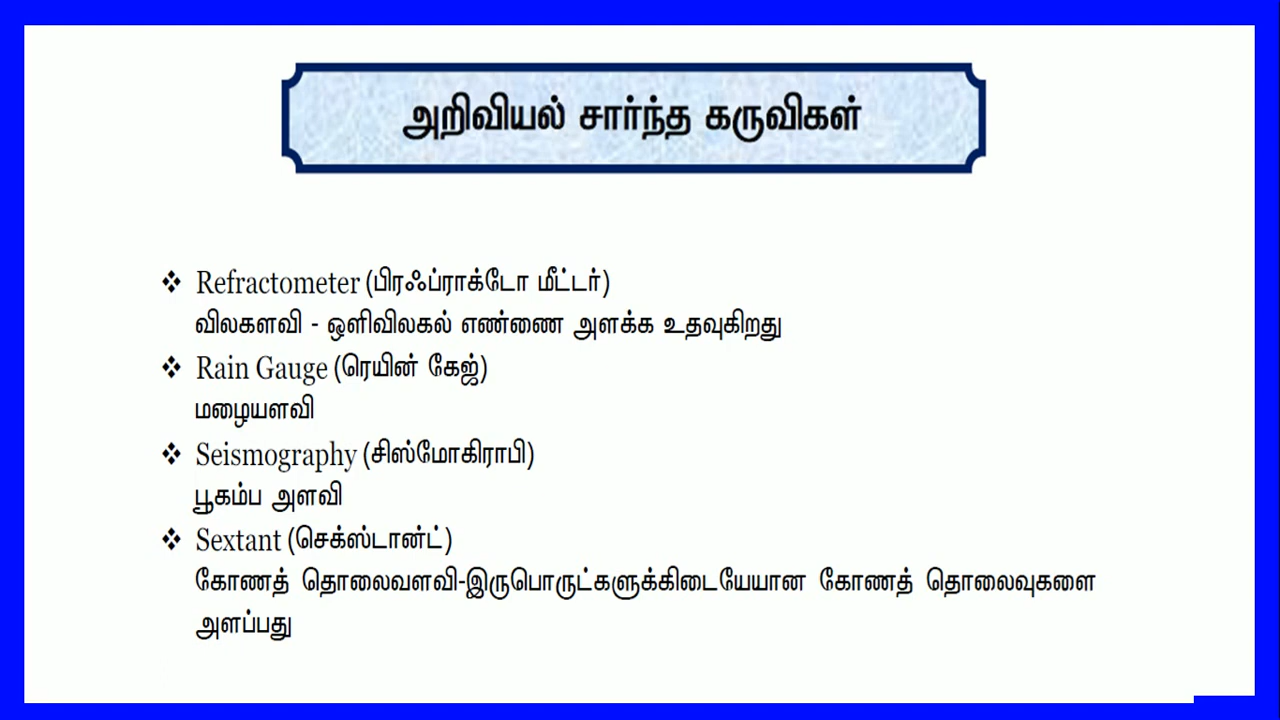 அறிவியல் சார்ந்த கருவிகள்
❖ Refractometer (பிரஃப்ராக்டோ மீட்டர்)
விலகளவி - ஒளிவிலகல் எண்ணை அளக்க உதவுகிறது
❖ Rain Gauge (ரெயின் கேஜ்)
மழையளவி
❖ Seismography (சிஸ்மோகிராபி)
பூகம்ப அளவி
❖ Sextant (செக்ஸ்டான்ட்)
கோணத் தொலைவளவி-இருபொருட்களுக்கிடையேயான கோணத் தொலைவுகளை
அளப்பது